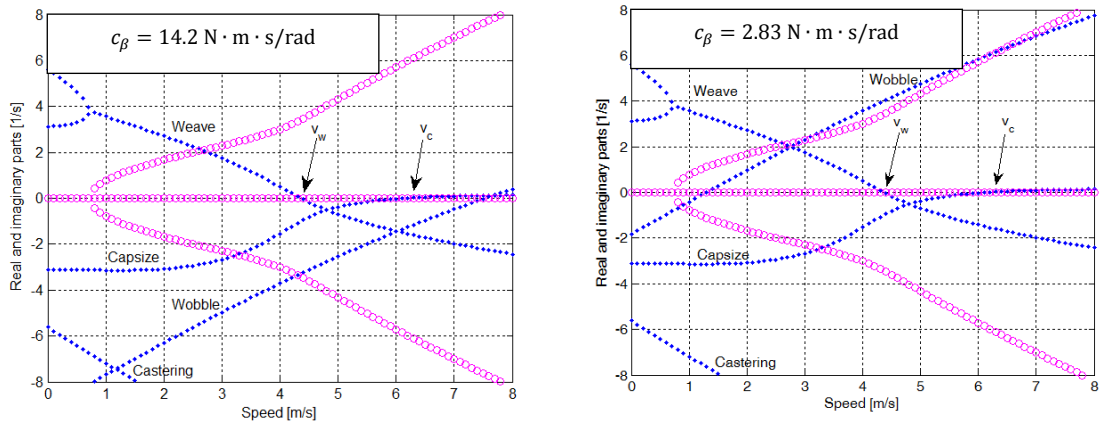 c_β = 14.2 N · m · s/rad
8
6
4
2
0
-2
-4
-6
-8
Real and imaginary parts [1/s]
Weave
v_w
v_c
Capsize
Wobble
Castering
0 1 2 3 4 5 6 7 8
Speed [m/s]
c_β = 2.83 N · m · s/rad
8
6
4
2
0
-2
-4
-6
-8
Real and imaginary parts [1/s]
Wobble
Weave
v_w
v_c
Capsize
Castering
0 1 2 3 4 5 6 7 8
Speed [m/s]